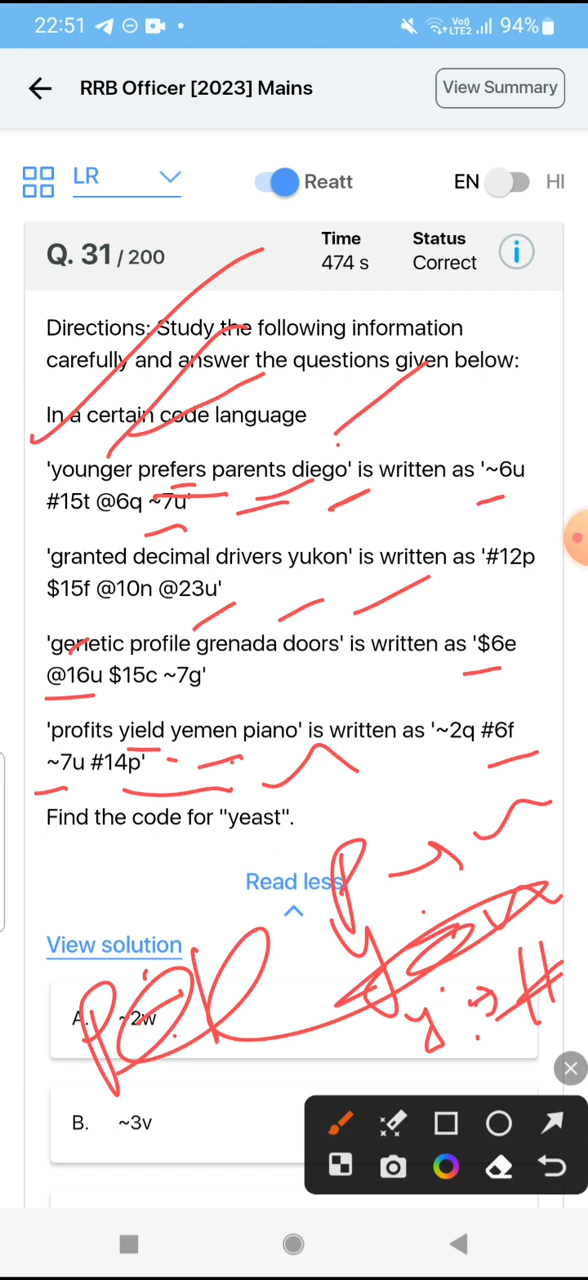 22:51
Vo)) LTE2 94%
RRB Officer [2023] Mains View Summary
LR Reatt EN HI
Q. 31 / 200 Time 474 s Status Correct i
Directions: Study the following information
carefully and answer the questions given below:
In a certain code language
'younger prefers parents diego' is written as '~6u
#15t @6q ~7u'
'granted decimal drivers yukon' is written as '#12p
$15f @10n @23u'
'genetic profile grenada doors' is written as '$6e
@16u $15c ~7g'
'profits yield yemen piano' is written as '~2q #6f
~7u #14p'
Find the code for "yeast".
Read less
View solution
A. ~2w
B. ~3v